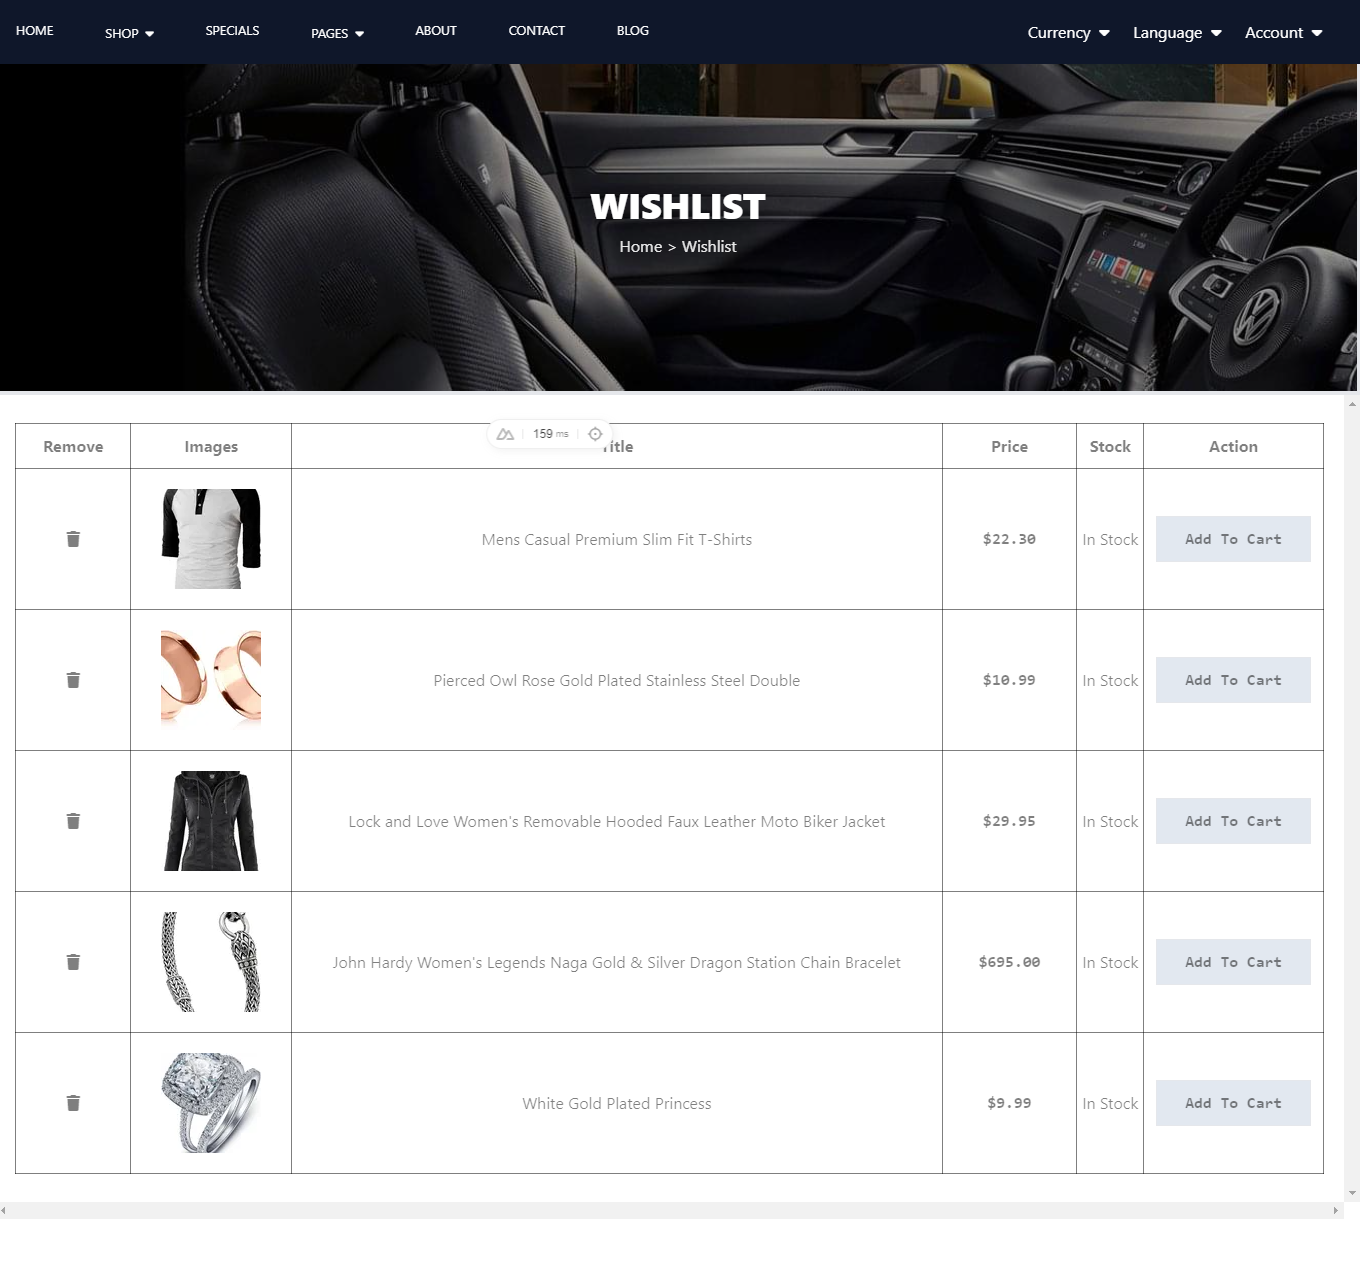 HOME SHOP SPECIALS PAGES ABOUT CONTACT BLOG Currency Language Account
WISHLIST
Home > Wishlist
159 ms
Remove Images Title Price Stock Action
Mens Casual Premium Slim Fit T-Shirts $22.30 In Stock Add To Cart
Pierced Owl Rose Gold Plated Stainless Steel Double $10.99 In Stock Add To Cart
Lock and Love Women's Removable Hooded Faux Leather Moto Biker Jacket $29.95 In Stock Add To Cart
John Hardy Women's Legends Naga Gold & Silver Dragon Station Chain Bracelet $695.00 In Stock Add To Cart
White Gold Plated Princess $9.99 In Stock Add To Cart